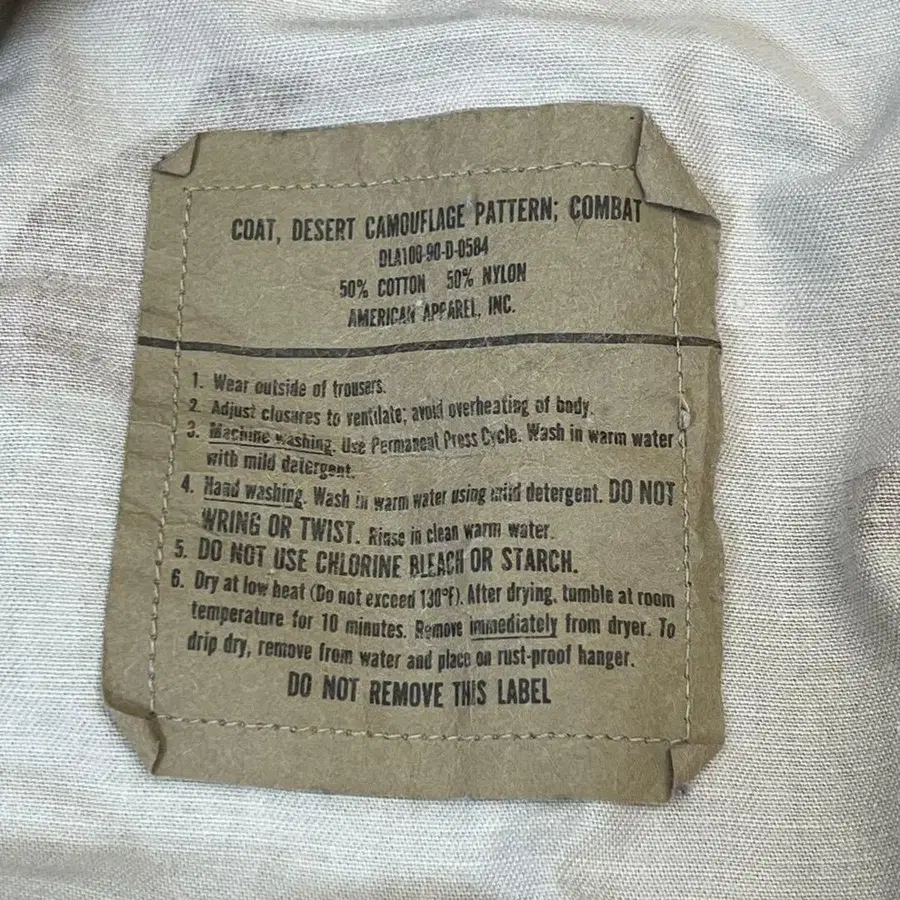 COAT, DESERT CAMOUFLAGE PATTERN; COMBAT
DLA100-90-D-0584
50% COTTON 50% NYLON
AMERICAN APPAREL, INC.
1. Wear outside of trousers.
2. Adjust closures to ventilate; avoid overheating of body.
3. Machine washing. Use Permanent Press Cycle. Wash in warm water
with mild detergent.
4. Hand washing. Wash in warm water using mild detergent. DO NOT
WRING OR TWIST. Rinse in clean warm water.
5. DO NOT USE CHLORINE BLEACH OR STARCH.
6. Dry at low heat (Do not exceed 130°F). After drying, tumble at room
temperature for 10 minutes. Remove immediately from dryer. To
drip dry, remove from water and place on rust-proof hanger.
DO NOT REMOVE THIS LABEL